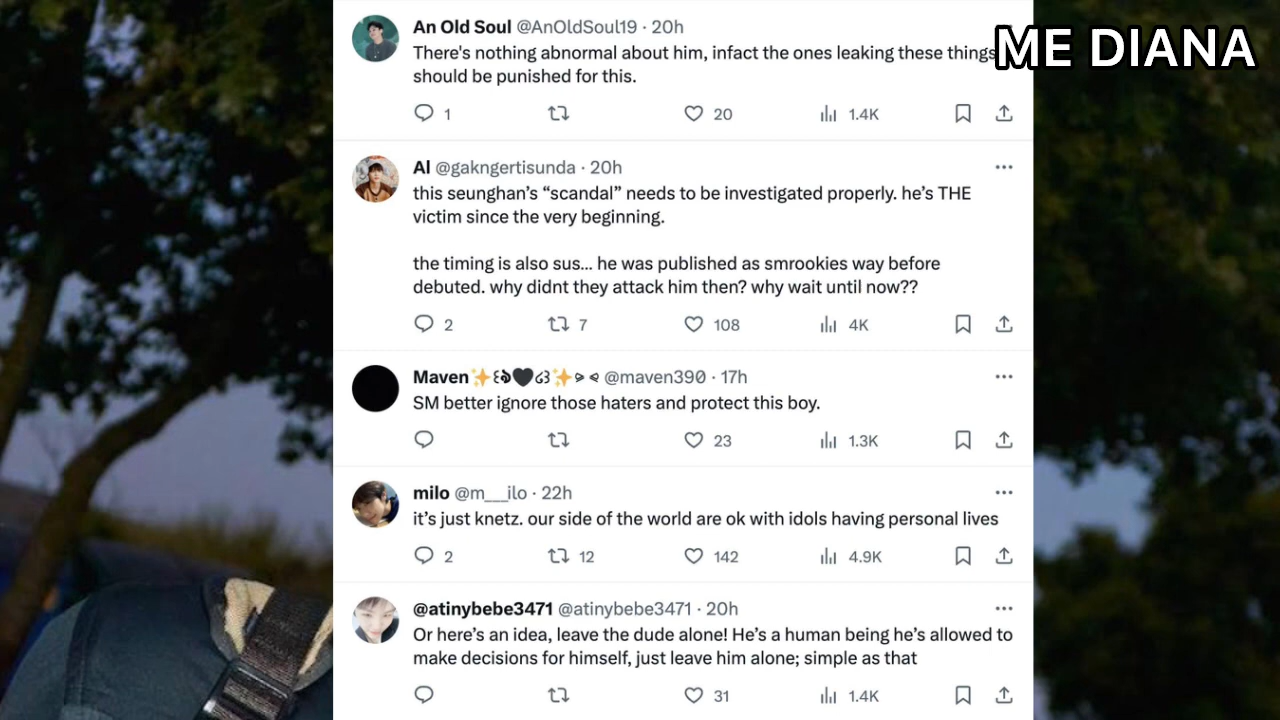 An Old Soul @AnOldSoul19 · 20h
ME DIANA
There's nothing abnormal about him, infact the ones leaking these things
should be punished for this.
1 20 1.4K
Al @gakngertisunda · 20h
this seunghan's “scandal” needs to be investigated properly. he's THE
victim since the very beginning.
the timing is also sus... he was published as smrookies way before
debuted. why didnt they attack him then? why wait until now??
2 7 108 4K
Maven✨꒰ঌ🖤໒꒱✨⪩⪨ @maven390 · 17h
SM better ignore those haters and protect this boy.
23 1.3K
milo @m___ilo · 22h
it's just knetz. our side of the world are ok with idols having personal lives
2 12 142 4.9K
@atinybebe3471 @atinybebe3471 · 20h
Or here's an idea, leave the dude alone! He's a human being he's allowed to
make decisions for himself, just leave him alone; simple as that
31 1.4K